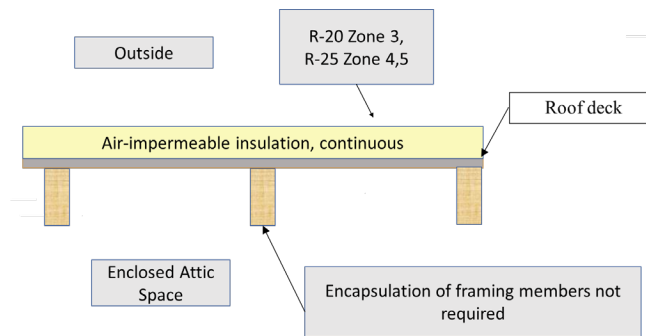 Outside
R-20 Zone 3,
R-25 Zone 4,5
Roof deck
Air-impermeable insulation, continuous
Enclosed Attic
Space
Encapsulation of framing members not
required